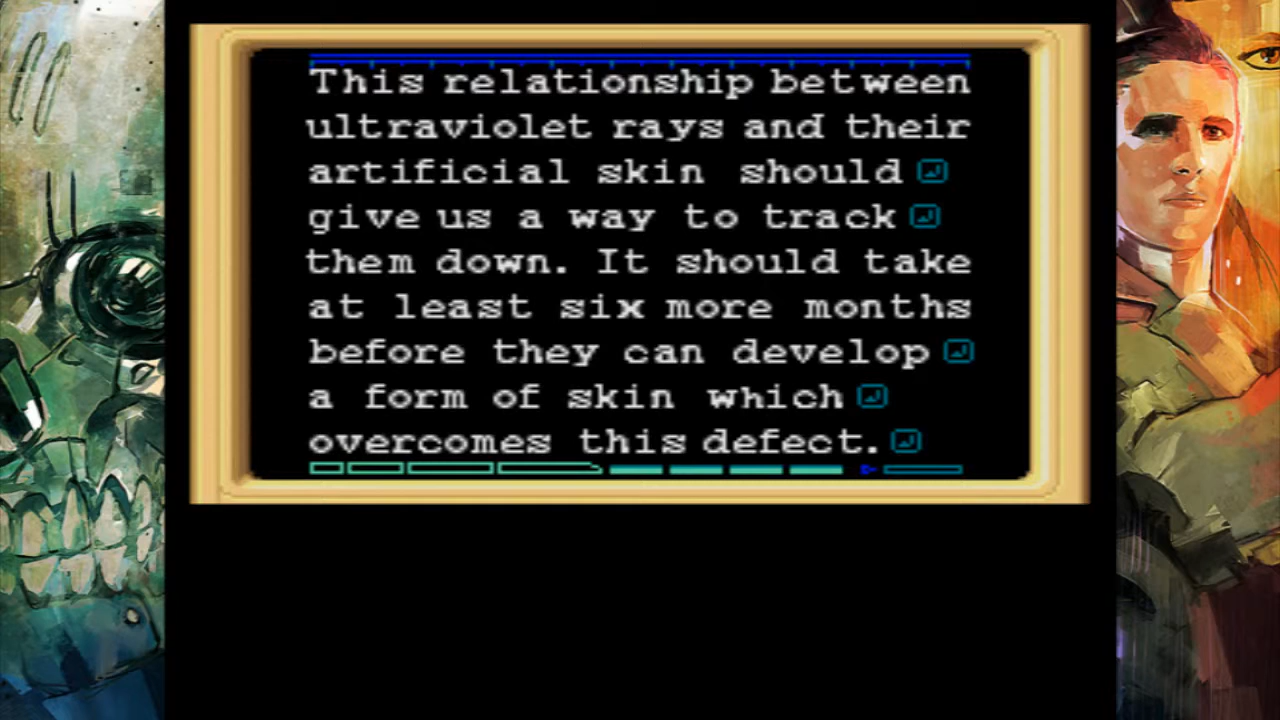 This relationship between
ultraviolet rays and their
artificial skin should
give us a way to track
them down. It should take
at least six more months
before they can develop
a form of skin which
overcomes this defect.